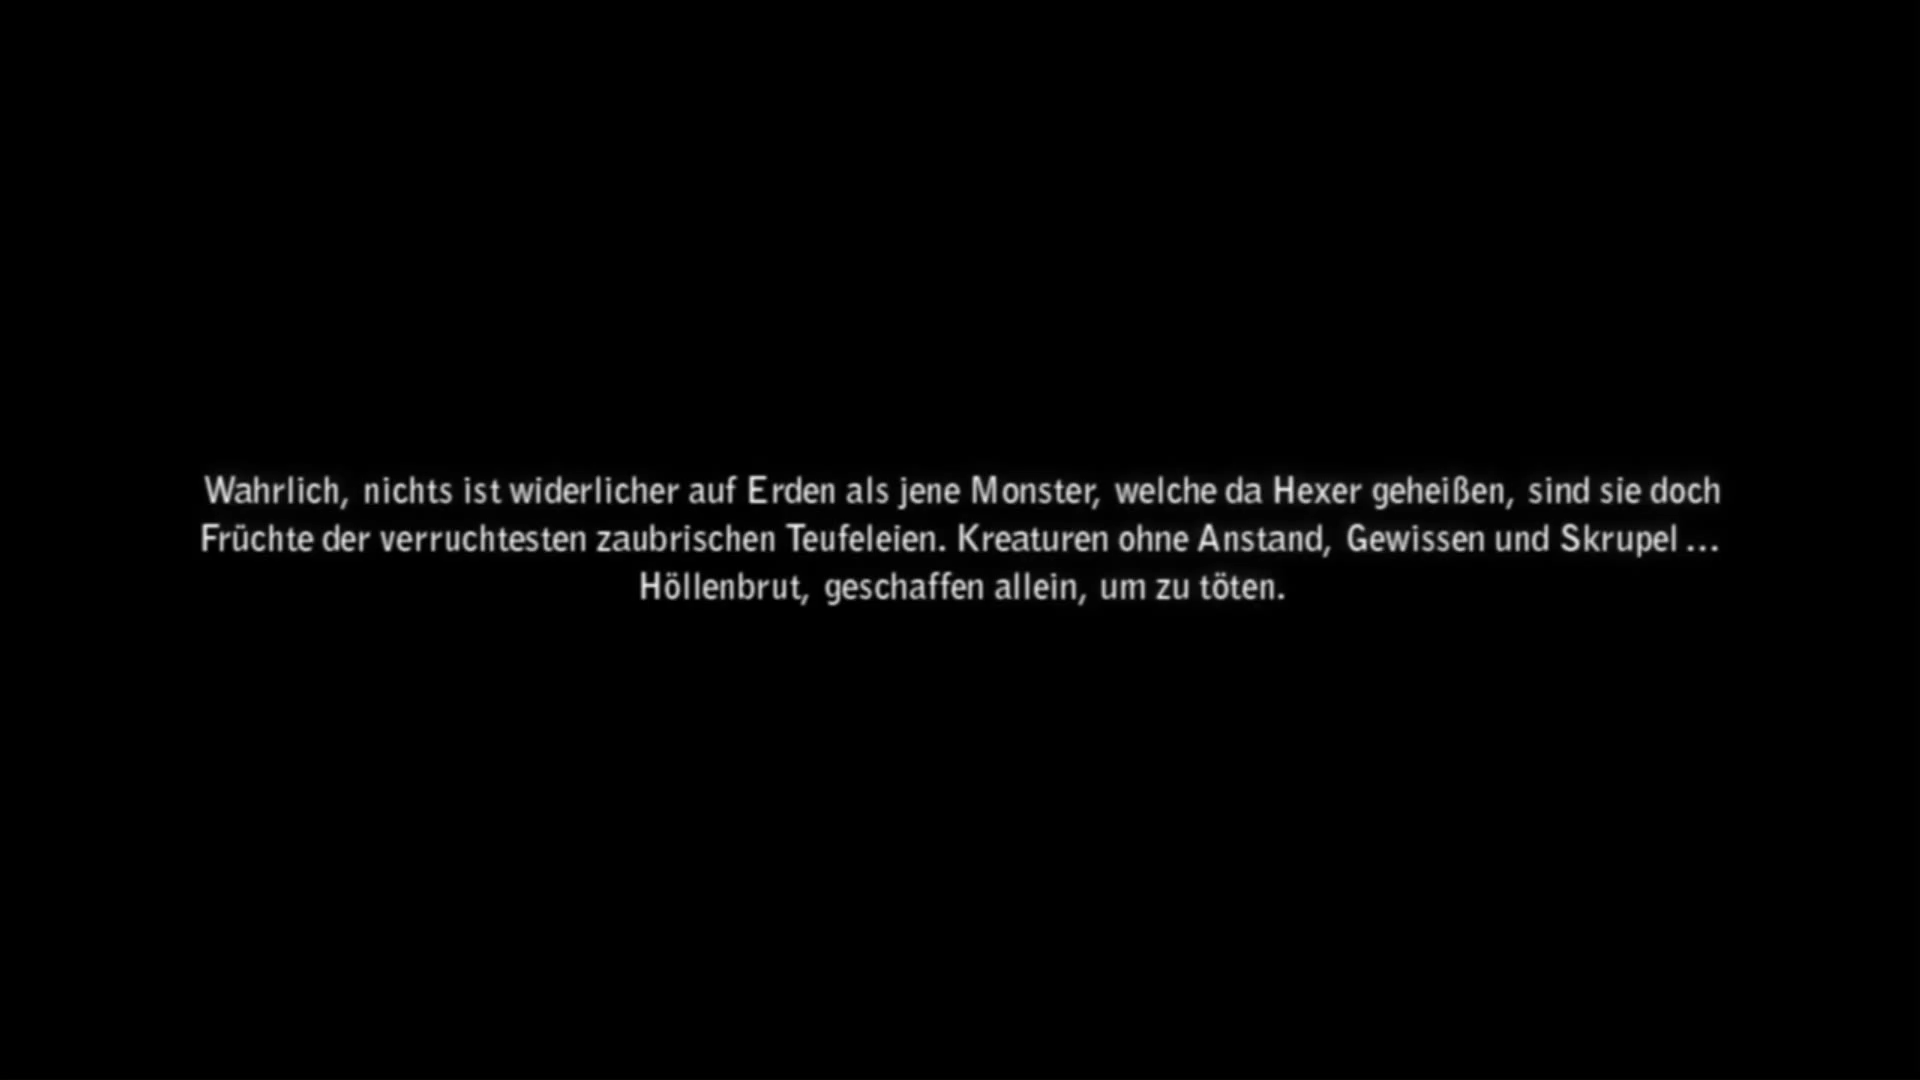 Wahrlich, nichts ist widerlicher auf Erden als jene Monster, welche da Hexer geheißen, sind sie doch
Früchte der verruchtesten zaubrischen Teufeleien. Kreaturen ohne Anstand, Gewissen und Skrupel ...
Höllenbrut, geschaffen allein, um zu töten.